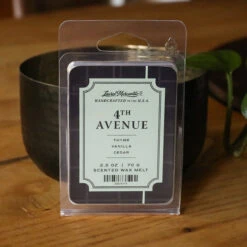 HANDCRAFTED IN THE U.S.A.
4TH
AVENUE
THYME
VANILLA
CEDAR
2.5 OZ | 70 G
SCENTED WAX MELT